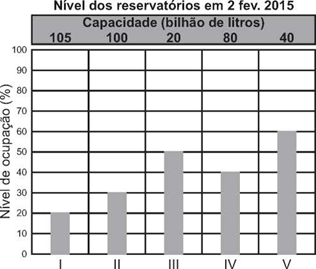 Nível dos reservatórios em 2 fev. 2015
Capacidade (bilhão de litros)
105 100 20 80 40
Nível de ocupação (%)
100
90
80
70
60
50
40
30
20
10
0
I II III IV V